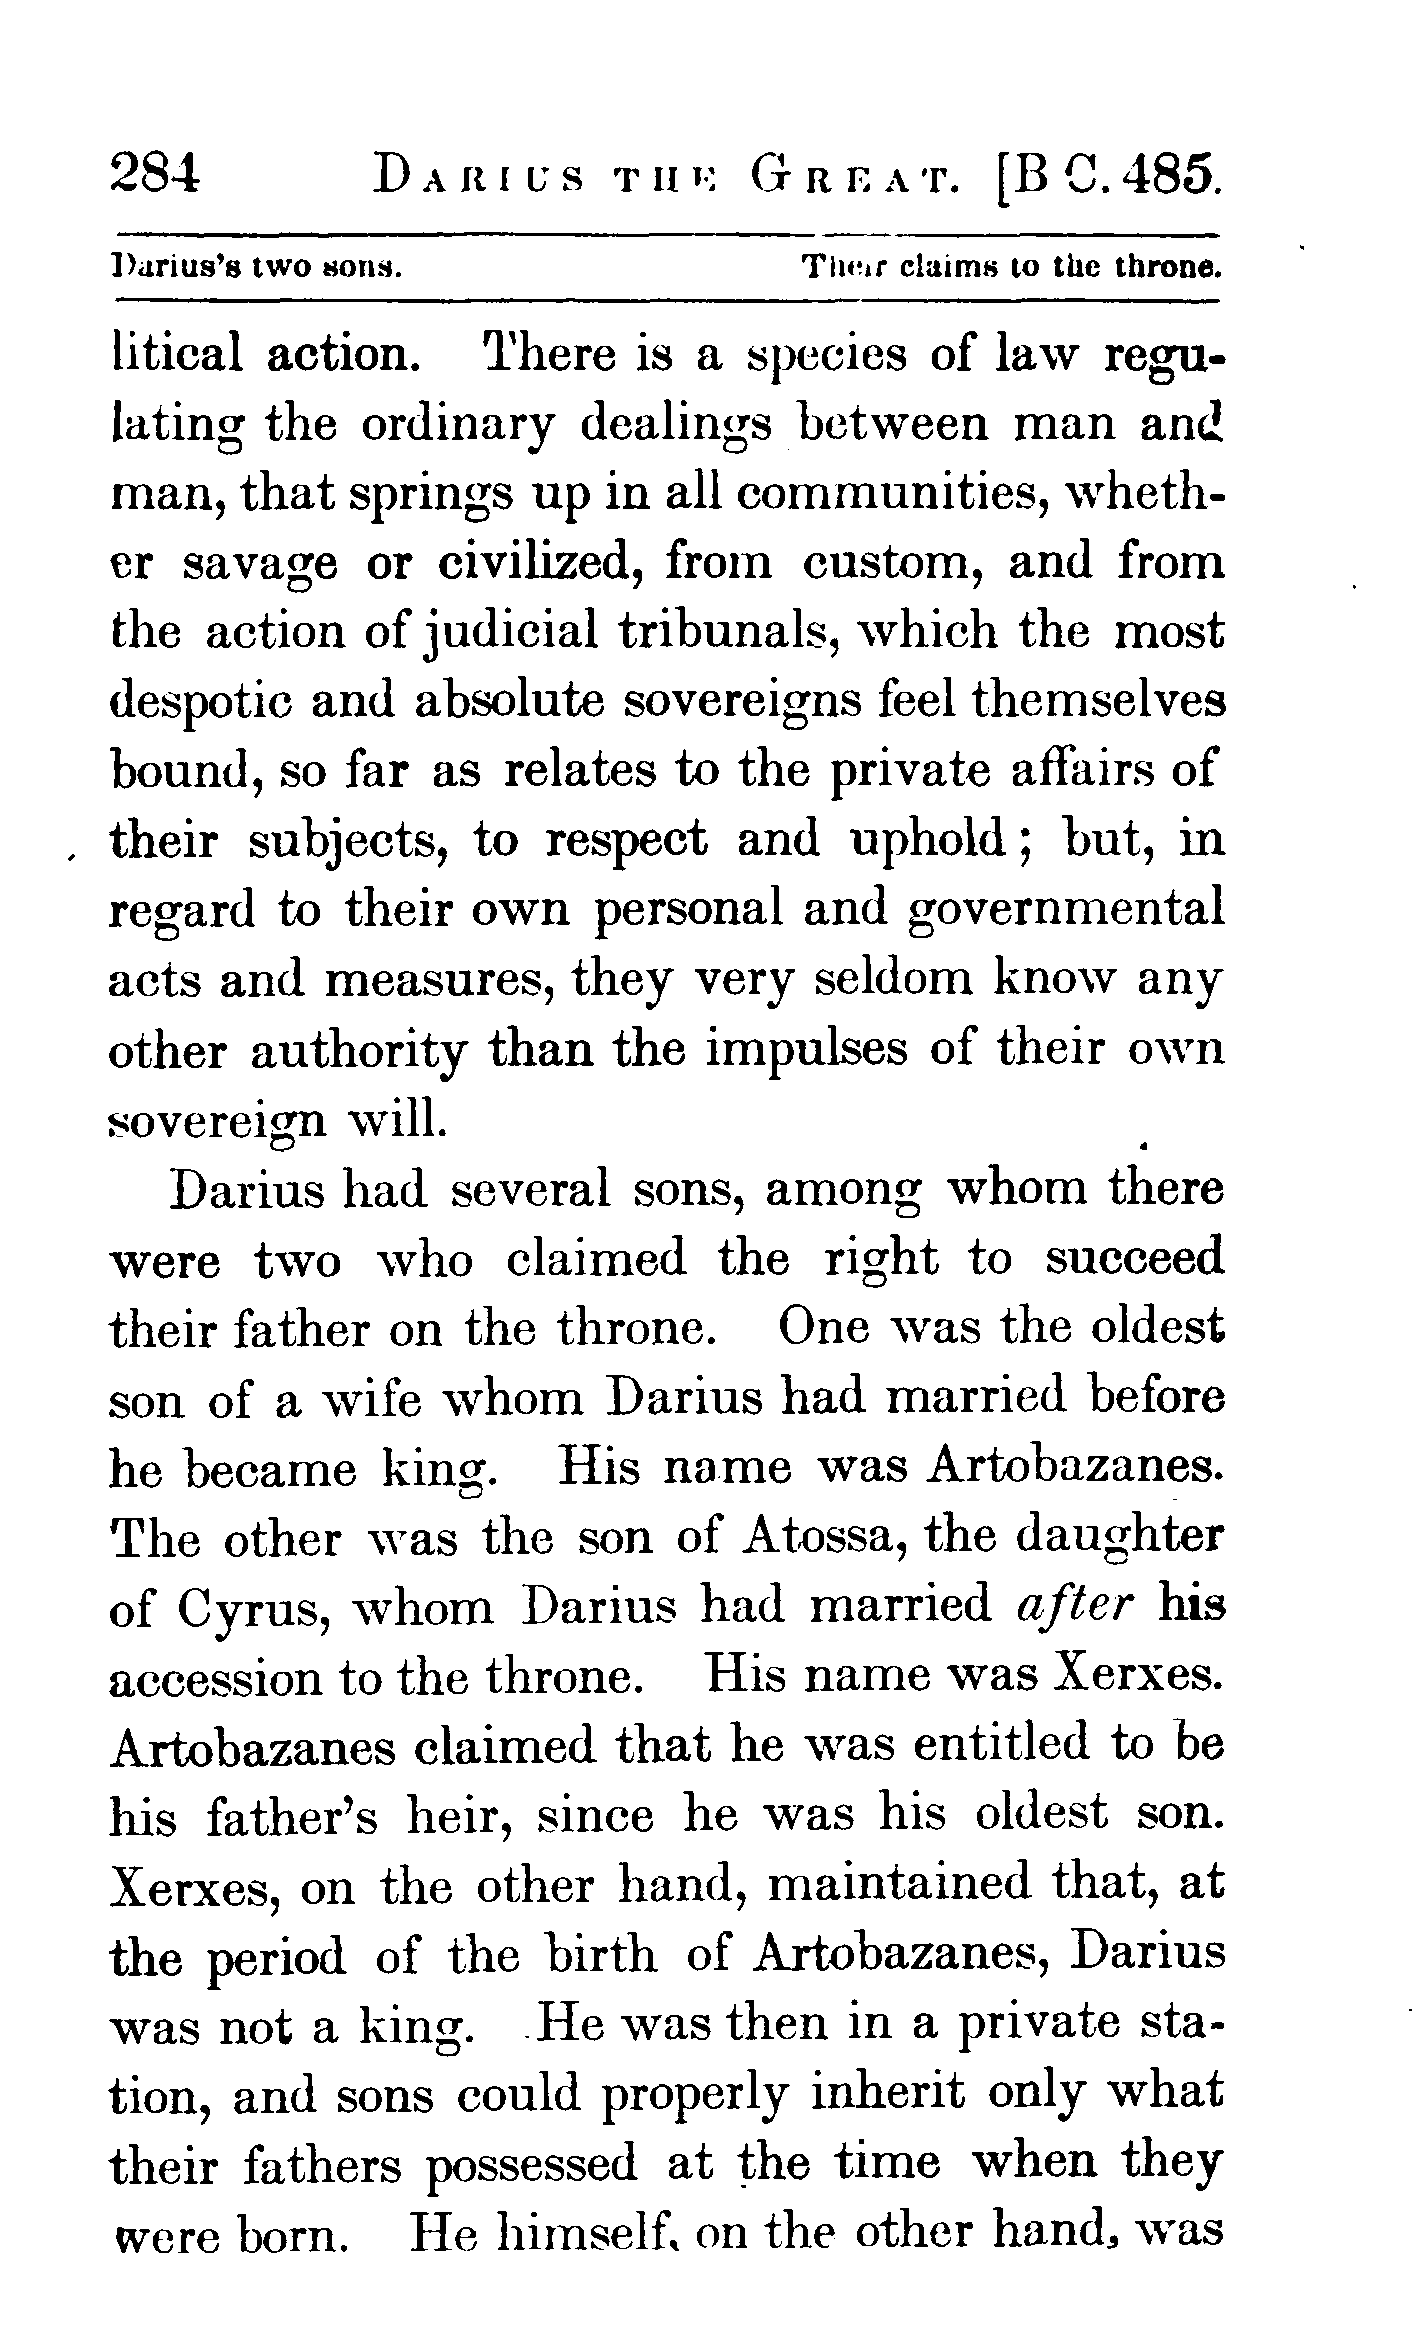 284 DARIUS THE GREAT. [B C. 485.
Darius's two sons. Their claims to the throne.
litical action. There is a species of law regu-
lating the ordinary dealings between man and
man, that springs up in all communities, wheth-
er savage or civilized, from custom, and from
the action of judicial tribunals, which the most
despotic and absolute sovereigns feel themselves
bound, so far as relates to the private affairs of
their subjects, to respect and uphold; but, in
regard to their own personal and governmental
acts and measures, they very seldom know any
other authority than the impulses of their own
sovereign will.
Darius had several sons, among whom there
were two who claimed the right to succeed
their father on the throne. One was the oldest
son of a wife whom Darius had married before
he became king. His name was Artobazanes.
The other was the son of Atossa, the daughter
of Cyrus, whom Darius had married after his
accession to the throne. His name was Xerxes.
Artobazanes claimed that he was entitled to be
his father's heir, since he was his oldest son.
Xerxes, on the other hand, maintained that, at
the period of the birth of Artobazanes, Darius
was not a king. He was then in a private sta-
tion, and sons could properly inherit only what
their fathers possessed at the time when they
were born. He himself, on the other hand, was